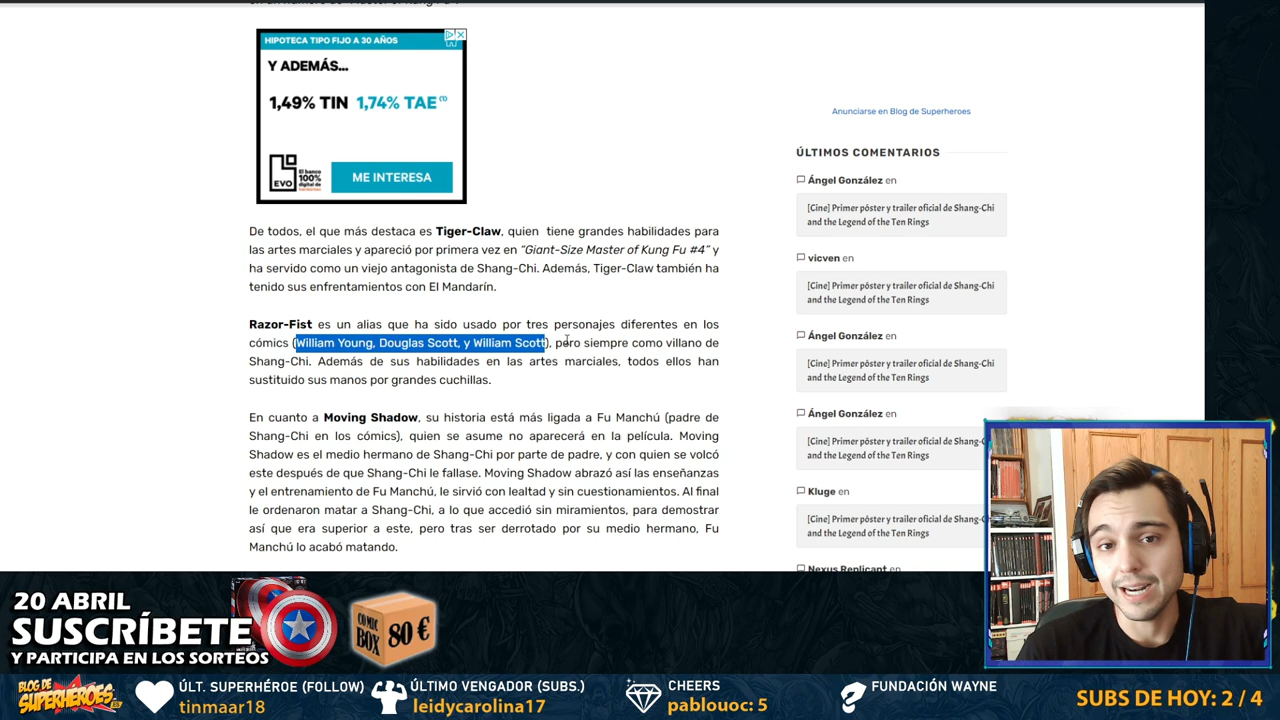 HIPOTECA TIPO FIJO A 30 AÑOS
Y ADEMÁS...
1,49% TIN 1,74% TAE (1)
EVO
El banco
100%
digital de
ME INTERESA
De todos, el que más destaca es Tiger-Claw, quien tiene grandes habilidades para
las artes marciales y apareció por primera vez en "Giant-Size Master of Kung Fu #4" y
ha servido como un viejo antagonista de Shang-Chi. Además, Tiger-Claw también ha
tenido sus enfrentamientos con El Mandarín.
Razor-Fist es un alias que ha sido usado por tres personajes diferentes en los
cómics (William Young, Douglas Scott, y William Scott), pero siempre como villano de
Shang-Chi. Además de sus habilidades en las artes marciales, todos ellos han
sustituido sus manos por grandes cuchillas.
En cuanto a Moving Shadow, su historia está más ligada a Fu Manchú (padre de
Shang-Chi en los cómics), quien se asume no aparecerá en la película. Moving
Shadow es el medio hermano de Shang-Chi por parte de padre, y con quien se volcó
este después de que Shang-Chi le fallase. Moving Shadow abrazó así las enseñanzas
y el entrenamiento de Fu Manchú, le sirvió con lealtad y sin cuestionamientos. Al final
le ordenaron matar a Shang-Chi, a lo que accedió sin miramientos, para demostrar
así que era superior a este, pero tras ser derrotado por su medio hermano, Fu
Manchú lo acabó matando.
Anunciarse en Blog de Superheroes
ÚLTIMOS COMENTARIOS
Ángel González en
[Cine] Primer póster y trailer oficial de Shang-Chi
and the Legend of the Ten Rings
vicven en
[Cine] Primer póster y trailer oficial de Shang-Chi
and the Legend of the Ten Rings
Ángel González en
[Cine] Primer póster y trailer oficial de Shang-Chi
and the Legend of the Ten Rings
Ángel González en
[Cine] Primer póster y trailer oficial de Shang-C
and the Legend of the Ten Rings
Kluge en
[Cine] Primer póster y trailer oficial de Shang-C
and the Legend of the Ten Rings
Nexus Replicant en
20 ABRIL
SUSCRÍBETE
Y PARTICIPA EN LOS SORTEOS
COMIC
BOX
80 €
BLOG DE
SUPERHEROES.ES
ÚLT. SUPERHÉROE (FOLLOW)
tinmaar18
ÚLTIMO VENGADOR (SUBS.)
leidycarolina17
CHEERS
pablouoc: 5
FUNDACIÓN WAYNE
SUBS DE HOY: 2 / 4